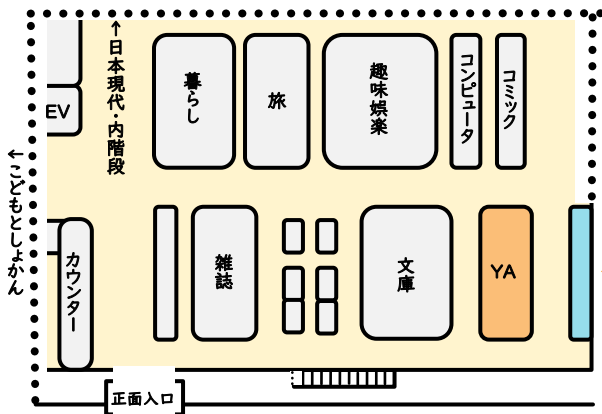 ↑日本現代・内階段
EV
暮らし
旅
趣味娯楽
コンピュータ
コミック
←こどもとしょかん
カウンター
雑誌
文庫
YA
正面入口